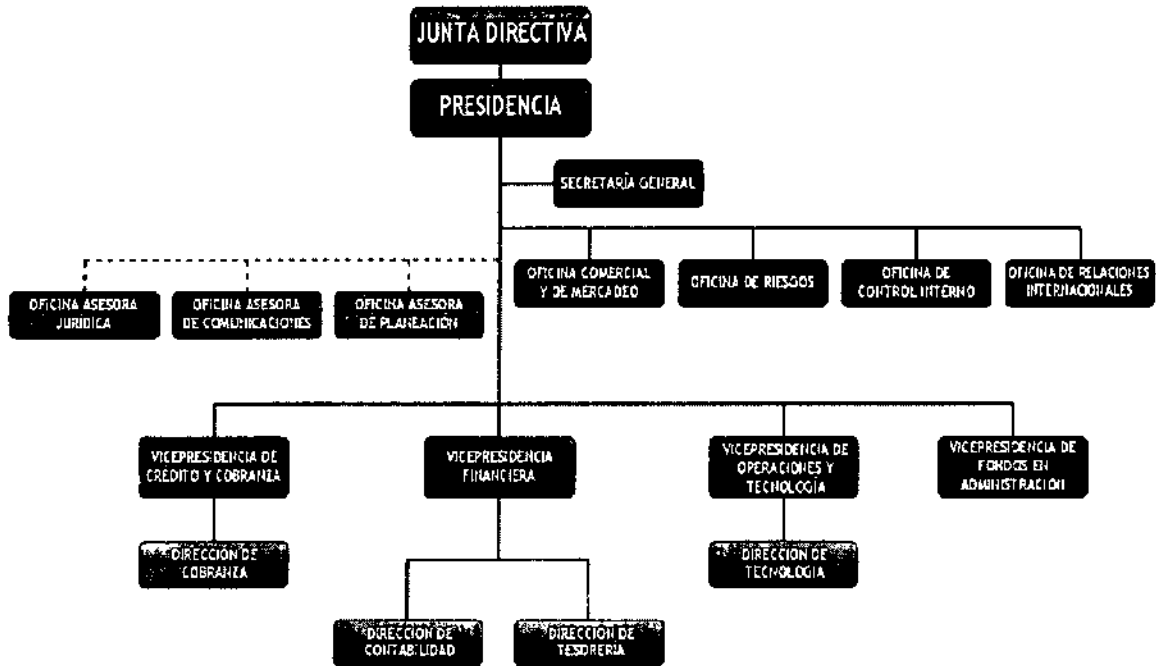 JUNTA DIRECTIVA
PRESIDENCIA
SECRETARÍA GENERAL
OFICINA COMERCIAL
Y DE MERCADEO
OFICINA DE RIESGOS
OFICINA DE
CONTROL INTERNO
OFICINA DE RELACIONES
INTERNACIONALES
OFICINA ASESORA
JURÍDICA
OFICINA ASESORA
DE COMUNICACIONES
OFICINA ASESORA
DE PLANEACIÓN
VICEPRESIDENCIA DE
CRÉDITO Y COBRANZA
VICEPRESIDENCIA
FINANCIERA
VICEPRESIDENCIA DE
OPERACIONES Y
TECNOLOGÍA
VICEPRESIDENCIA DE
FONDOS EN
ADMINISTRACIÓN
DIRECCIÓN DE
COBRANZA
DIRECCIÓN DE
TECNOLOGÍA
DIRECCIÓN DE
CONTABILIDAD
DIRECCIÓN DE
TESORERÍA